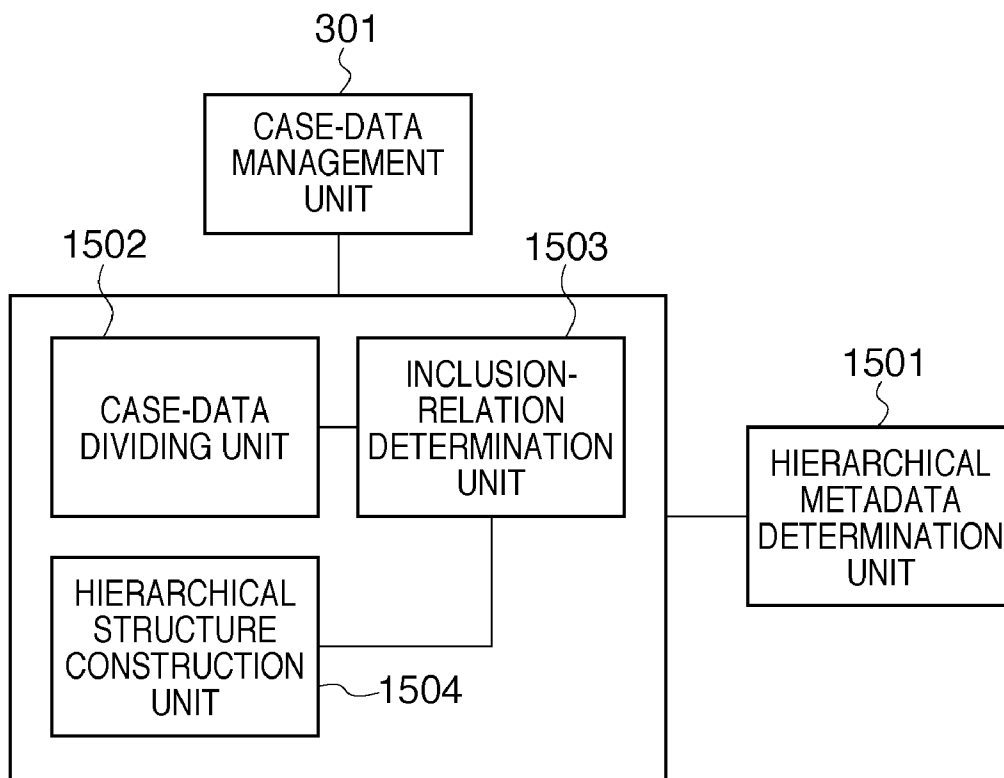 301
CASE-DATA
MANAGEMENT
UNIT
1502
1503
CASE-DATA
DIVIDING UNIT
INCLUSION-
RELATION
DETERMINATION
UNIT
1501
HIERARCHICAL
METADATA
DETERMINATION
UNIT
HIERARCHICAL
STRUCTURE
CONSTRUCTION
UNIT
1504